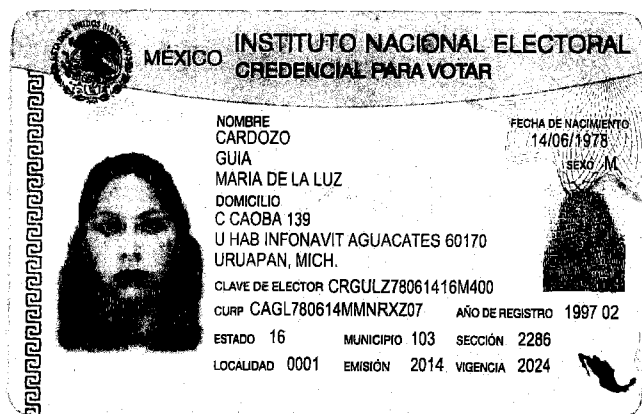 MÉXICO
INSTITUTO NACIONAL ELECTORAL
CREDENCIAL PARA VOTAR
NOMBRE
CARDOZO
GUIA
MARIA DE LA LUZ
FECHA DE NACIMIENTO
14/06/1978
SEXO M
DOMICILIO
C CAOBA 139
U HAB INFONAVIT AGUACATES 60170
URUAPAN, MICH.
CLAVE DE ELECTOR CRGULZ78061416M400
CURP CAGL780614MMNRXZ07 AÑO DE REGISTRO 1997 02
ESTADO 16 MUNICIPIO 103 SECCIÓN 2286
LOCALIDAD 0001 EMISIÓN 2014 VIGENCIA 2024